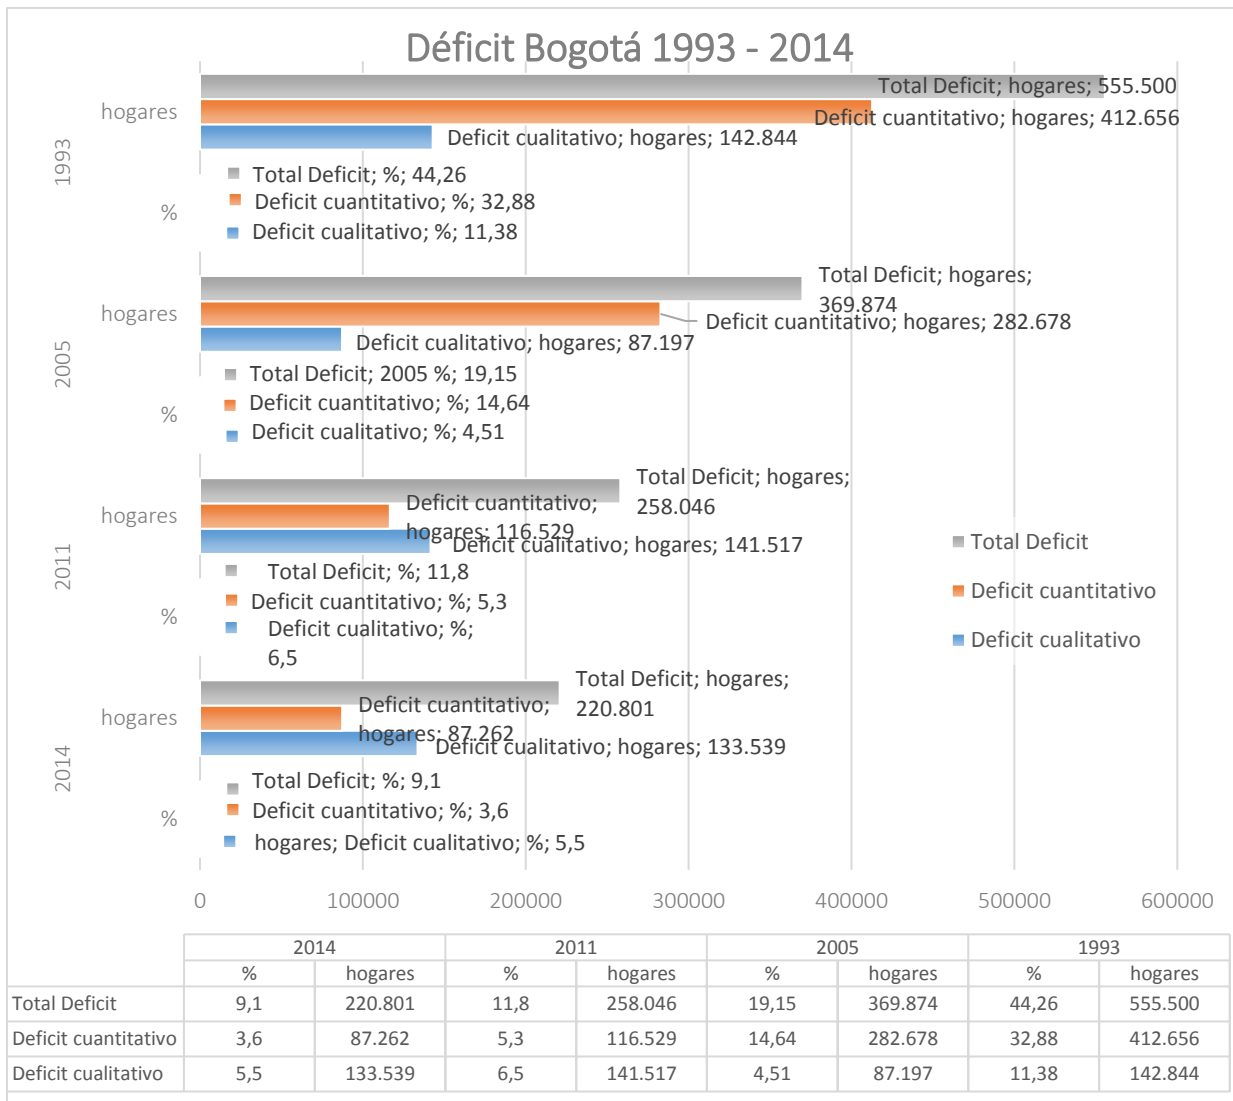 Déficit Bogotá 1993 - 2014
1993
hogares
Total Deficit; hogares; 555.500
Deficit cuantitativo; hogares; 412.656
Deficit cualitativo; hogares; 142.844
%
Total Deficit; %; 44,26
Deficit cuantitativo; %; 32,88
Deficit cualitativo; %; 11,38
2005
hogares
Total Deficit; hogares;
369.874
Deficit cuantitativo; hogares; 282.678
Deficit cualitativo; hogares; 87.197
%
Total Deficit; 2005 %; 19,15
Deficit cuantitativo; %; 14,64
Deficit cualitativo; %; 4,51
2011
hogares
Total Deficit; hogares;
258.046
Deficit cuantitativo;
hogares; 116.529
Deficit cualitativo; hogares; 141.517
%
Total Deficit; %; 11,8
Deficit cuantitativo; %; 5,3
Deficit cualitativo; %;
6,5
2014
hogares
Total Deficit; hogares;
220.801
Deficit cuantitativo;
hogares; 87.262
Deficit cualitativo; hogares; 133.539
%
Total Deficit; %; 9,1
Deficit cuantitativo; %; 3,6
hogares; Deficit cualitativo; %; 5,5
Total Deficit
Deficit cuantitativo
Deficit cualitativo
0 100000 200000 300000 400000 500000 600000
2014 2011 2005 1993
% hogares % hogares % hogares % hogares
Total Deficit 9,1 220.801 11,8 258.046 19,15 369.874 44,26 555.500
Deficit cuantitativo 3,6 87.262 5,3 116.529 14,64 282.678 32,88 412.656
Deficit cualitativo 5,5 133.539 6,5 141.517 4,51 87.197 11,38 142.844